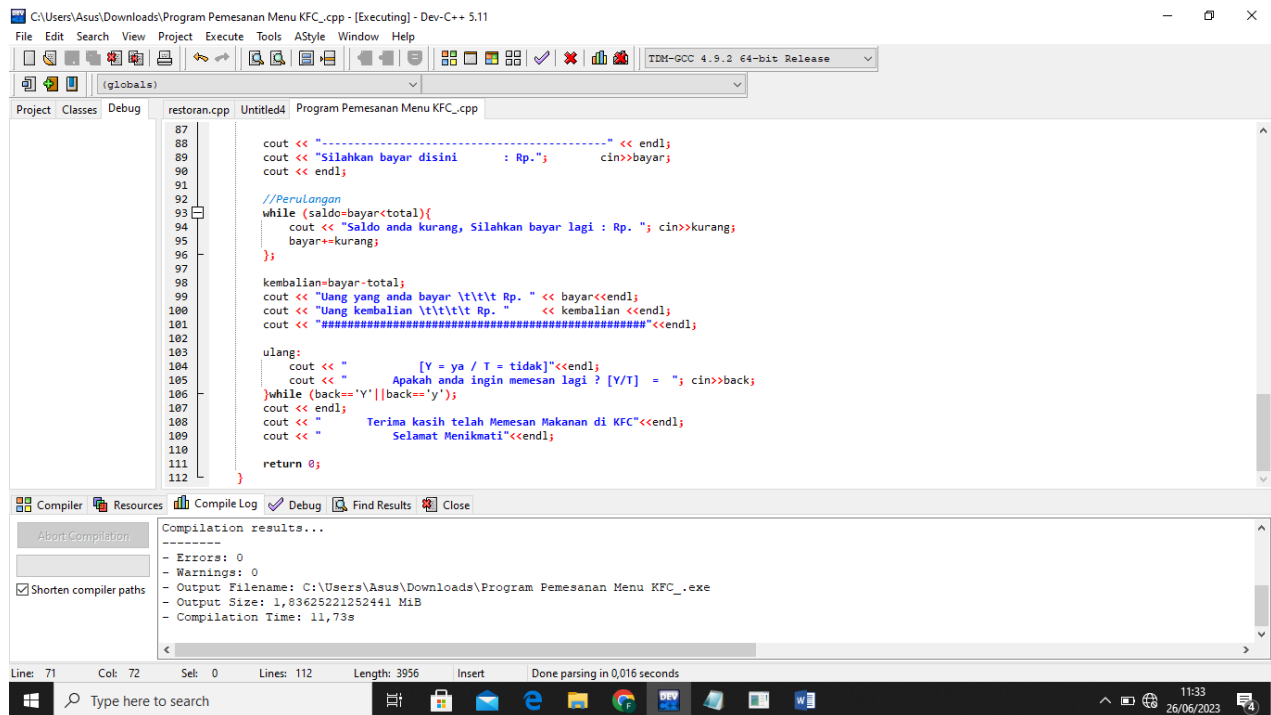 C:\Users\Asus\Downloads\Program Pemesanan Menu KFC_.cpp - [Executing] - Dev-C++ 5.11
File Edit Search View Project Execute Tools AStyle Window Help
TDM-GCC 4.9.2 64-bit Release
(globals)
Project Classes Debug restoran.cpp Untitled4 Program Pemesanan Menu KFC_.cpp
87
88 cout << "--------------------------------------------" << endl;
89 cout << "Silahkan bayar disini       : Rp.";        cin>>bayar;
90 cout << endl;
91
92 //Perulangan
93 while (saldo=bayar<total){
94 cout << "Saldo anda kurang, Silahkan bayar lagi : Rp. "; cin>>kurang;
95 bayar+=kurang;
96 };
97
98 kembalian=bayar-total;
99 cout << "Uang yang anda bayar \t\t\t Rp. " << bayar<<endl;
100 cout << "Uang kembalian \t\t\t\t Rp. "     << kembalian <<endl;
101 cout << "##################################################"<<endl;
102
103 ulang:
104 cout << "           [Y = ya / T = tidak]"<<endl;
105 cout << "       Apakah anda ingin memesan lagi ? [Y/T]  =  "; cin>>back;
106 }while (back=='Y'||back=='y');
107 cout << endl;
108 cout << "       Terima kasih telah Memesan Makanan di KFC"<<endl;
109 cout << "           Selamat Menikmati"<<endl;
110
111 return 0;
112 }
Compiler Resources Compile Log Debug Find Results Close
Abort Compilation
Shorten compiler paths
Compilation results...
--------
- Errors: 0
- Warnings: 0
- Output Filename: C:\Users\Asus\Downloads\Program Pemesanan Menu KFC_.exe
- Output Size: 1,83625221252441 MiB
- Compilation Time: 11,73s
Line: 71 Col: 72 Sel: 0 Lines: 112 Length: 3956 Insert Done parsing in 0,016 seconds
Type here to search
11:33
26/06/2023
4